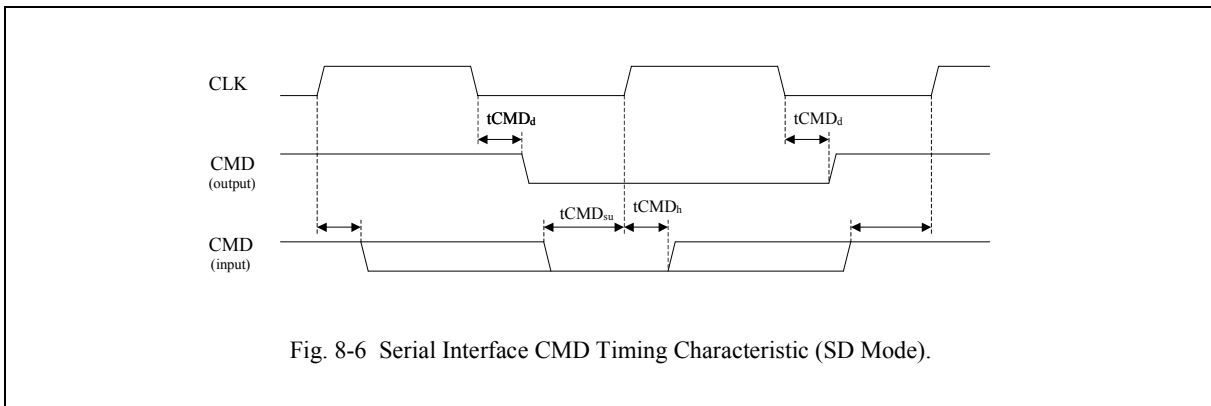 CLK
tCMDd
tCMDd
CMD
(output)
tCMDsu
tCMDh
CMD
(input)
Fig. 8-6 Serial Interface CMD Timing Characteristic (SD Mode).